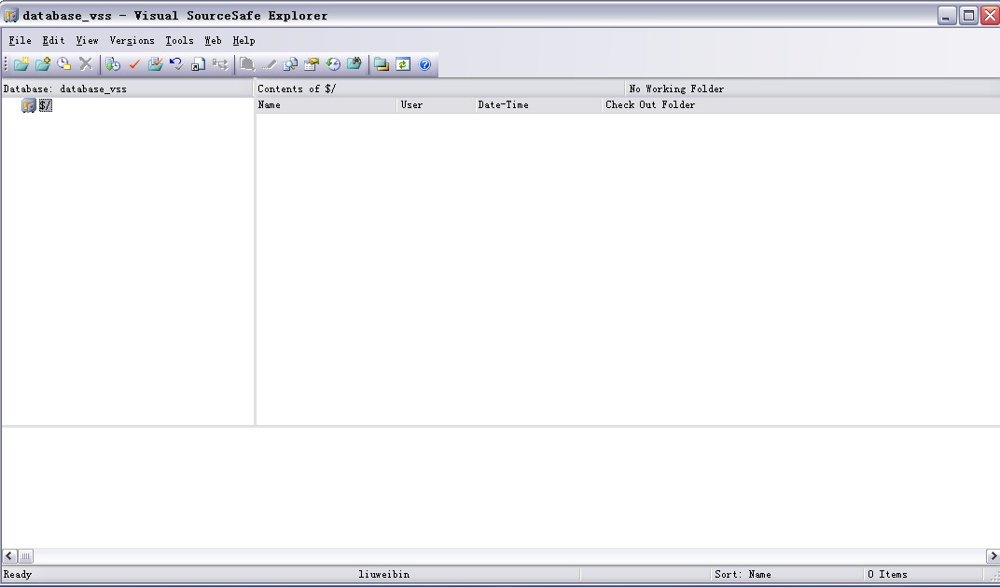 database_vss - Visual SourceSafe Explorer
File Edit View Versions Tools Web Help
Database: database_vss Contents of $/ No Working Folder
$/ Name User Date-Time Check Out Folder
Ready liuweibin Sort: Name 0 Items